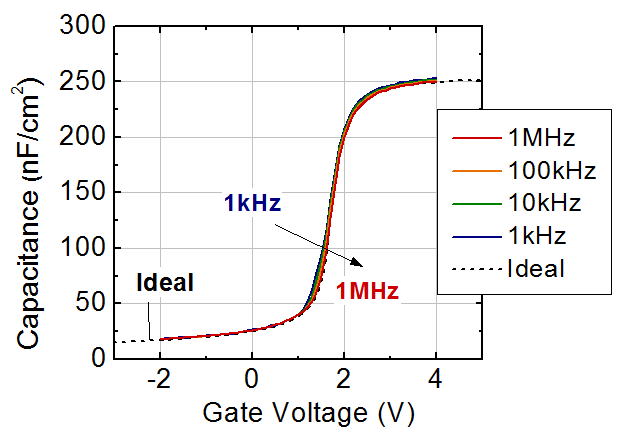 300
250
200
150
100
50
0
Capacitance (nF/cm²)
1kHz
1MHz
Ideal
1MHz
100kHz
10kHz
1kHz
Ideal
-2 0 2 4
Gate Voltage (V)